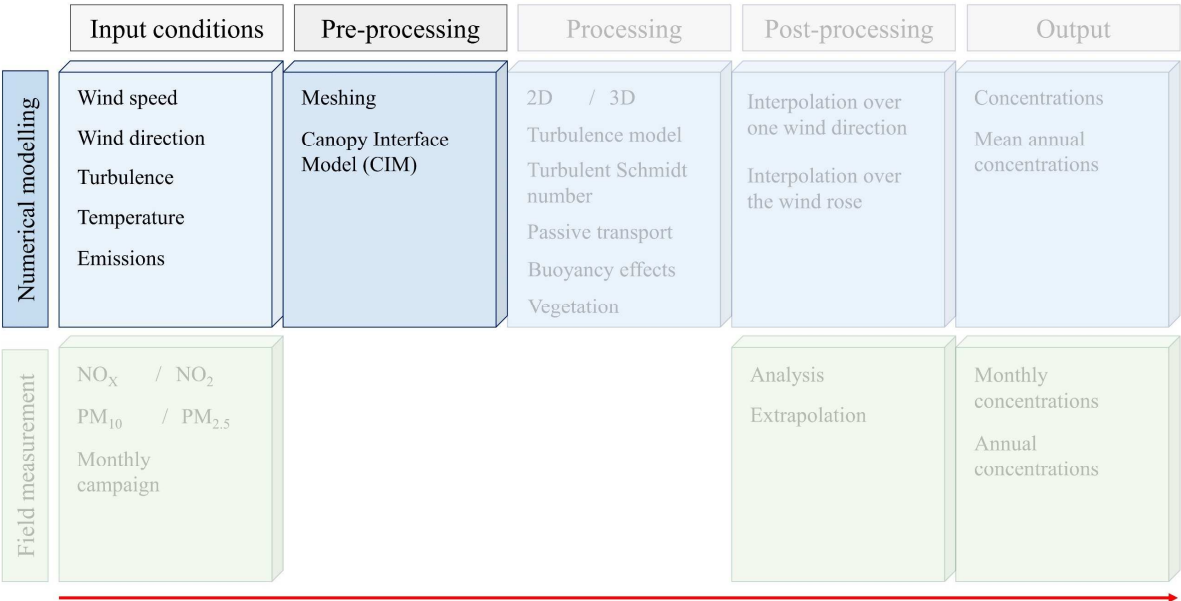 Input conditions
Pre-processing
Processing
Post-processing
Output
Numerical modelling
Wind speed
Wind direction
Turbulence
Temperature
Emissions
Meshing
Canopy Interface
Model (CIM)
2D / 3D
Turbulence model
Turbulent Schmidt
number
Passive transport
Buoyancy effects
Vegetation
Interpolation over
one wind direction
Interpolation over
the wind rose
Concentrations
Mean annual
concentrations
Field measurement
NOX / NO2
PM10 / PM2.5
Monthly
campaign
Analysis
Extrapolation
Monthly
concentrations
Annual
concentrations